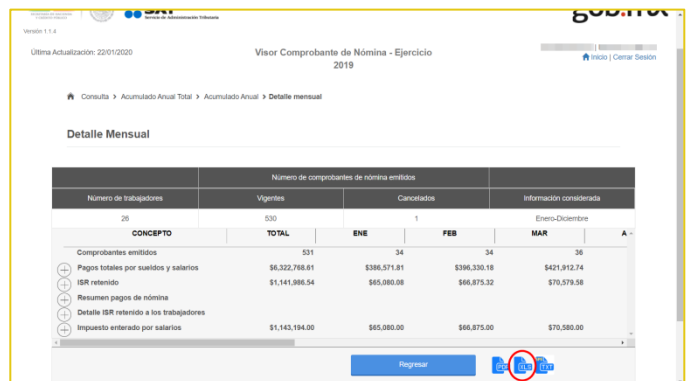 SAT
Servicio de Administración Tributaria
gob.mx
Versión 1.1.4
Última Actualización: 22/01/2020
Visor Comprobante de Nómina - Ejercicio
2019
Inicio | Cerrar Sesión
Consulta > Acumulado Anual Total > Acumulado Anual > Detalle mensual
Detalle Mensual
Número de comprobantes de nómina emitidos
Número de trabajadores Vigentes Cancelados Información considerada
26 530 1 Enero-Diciembre
CONCEPTO TOTAL ENE FEB MAR A
Comprobantes emitidos 531 34 34 36
Pagos totales por sueldos y salarios $6,322,768.61 $386,571.81 $396,330.18 $421,912.74
ISR retenido $1,141,986.54 $65,080.08 $66,875.32 $70,579.58
Resumen pagos de nómina
Detalle ISR retenido a los trabajadores
Impuesto enterado por salarios $1,143,194.00 $65,080.00 $66,875.00 $70,580.00
Regresar PDF XLS TXT